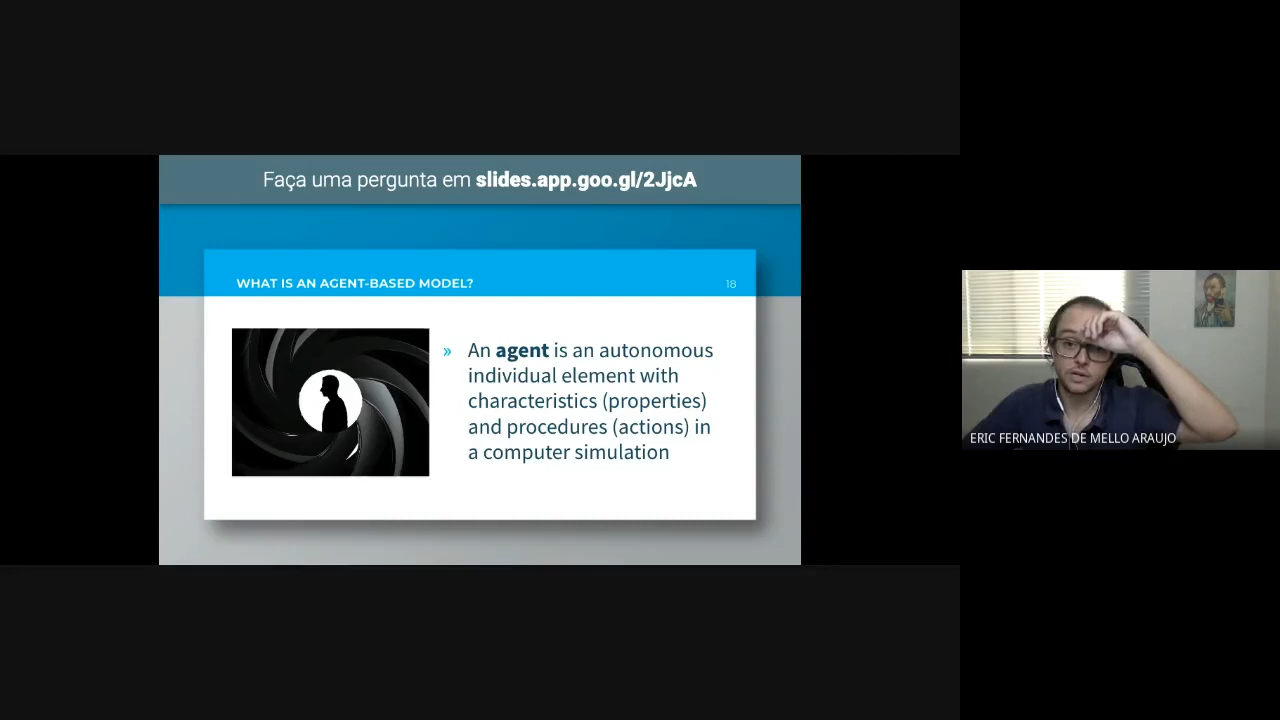 Faça uma pergunta em slides.app.goo.gl/2JjcA
WHAT IS AN AGENT-BASED MODEL?
18
» An agent is an autonomous
individual element with
characteristics (properties)
and procedures (actions) in
a computer simulation
ERIC FERNANDES DE MELLO ARAUJO